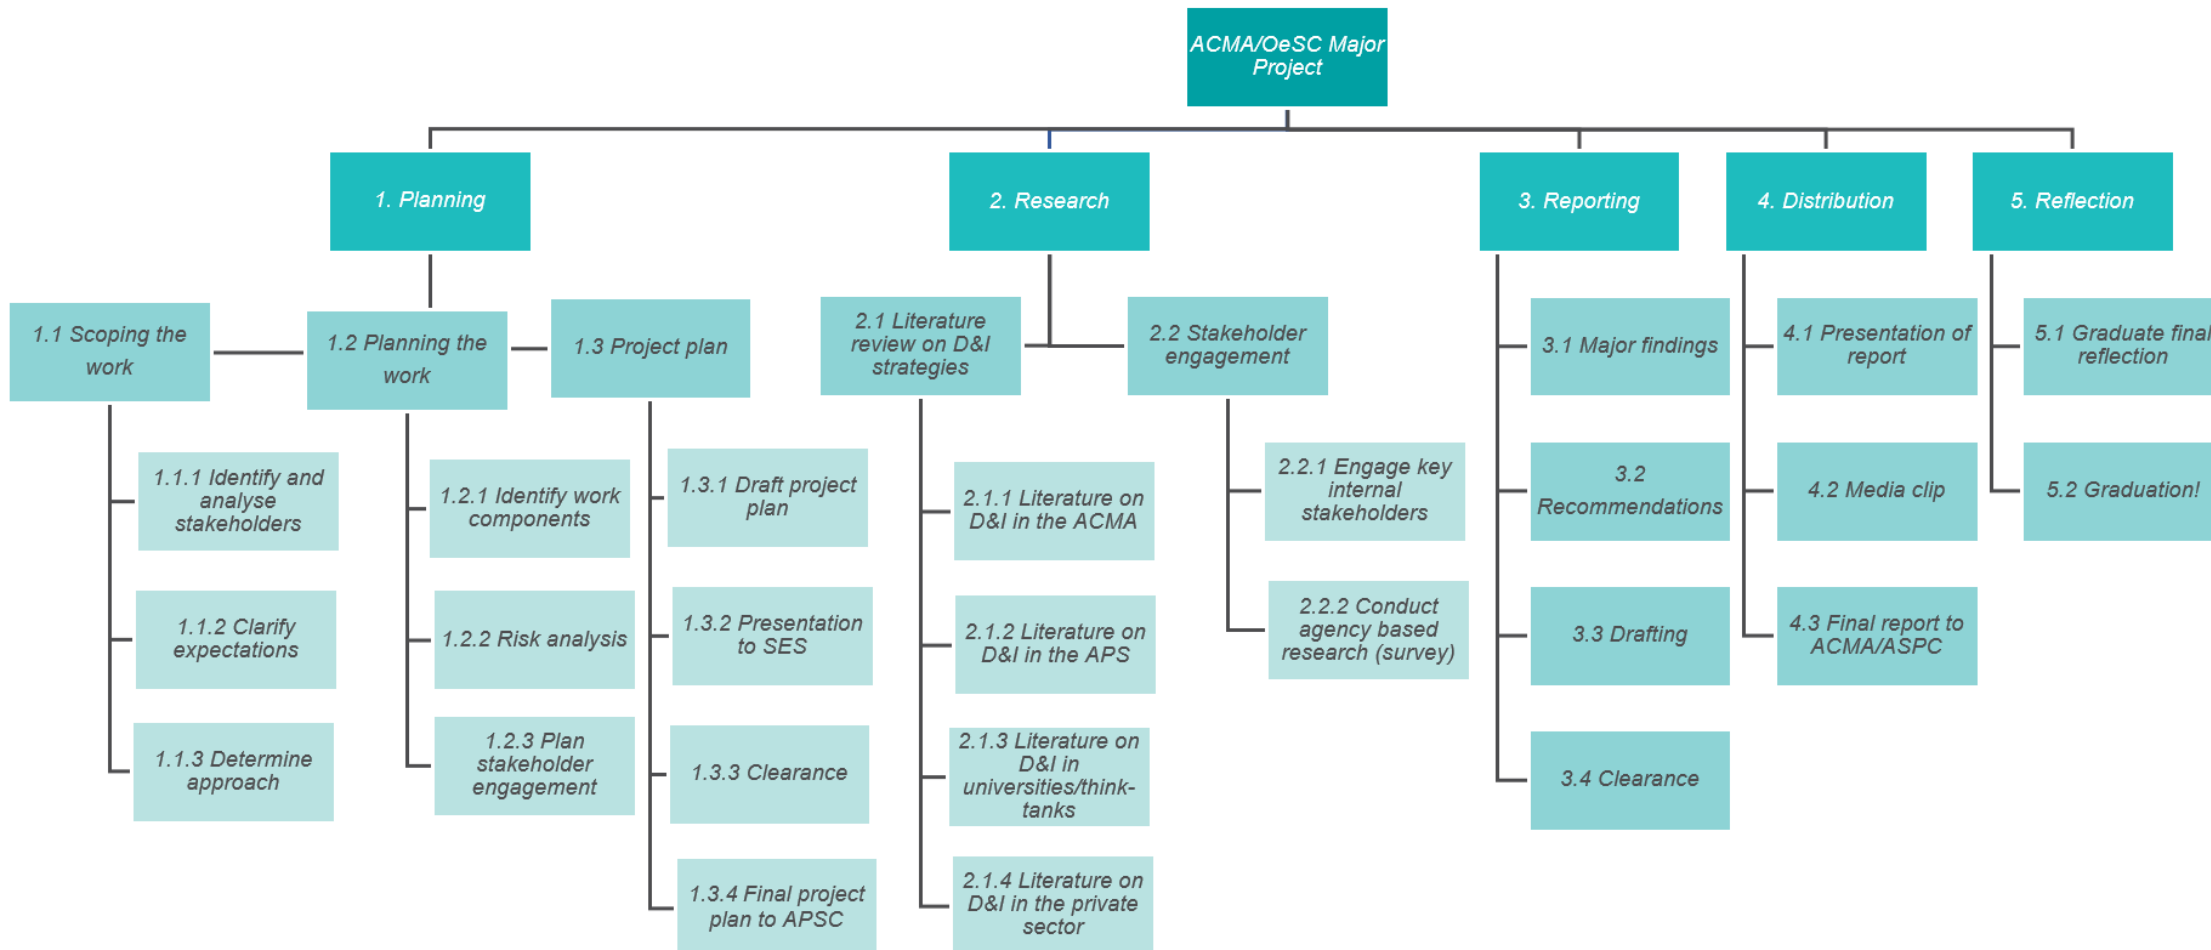 ACMA/OeSC Major
Project
1. Planning
2. Research
3. Reporting
4. Distribution
5. Reflection
1.1 Scoping the
work
1.2 Planning the
work
1.3 Project plan
2.1 Literature
review on D&I
strategies
2.2 Stakeholder
engagement
3.1 Major findings
4.1 Presentation of
report
5.1 Graduate final
reflection
1.1.1 Identify and
analyse
stakeholders
1.2.1 Identify work
components
1.3.1 Draft project
plan
2.1.1 Literature on
D&I in the ACMA
2.2.1 Engage key
internal
stakeholders
3.2
Recommendations
4.2 Media clip
5.2 Graduation!
1.1.2 Clarify
expectations
1.2.2 Risk analysis
1.3.2 Presentation
to SES
2.1.2 Literature on
D&I in the APS
2.2.2 Conduct
agency based
research (survey)
3.3 Drafting
4.3 Final report to
ACMA/ASPC
1.1.3 Determine
approach
1.2.3 Plan
stakeholder
engagement
1.3.3 Clearance
2.1.3 Literature on
D&I in
universities/think-
tanks
3.4 Clearance
1.3.4 Final project
plan to APSC
2.1.4 Literature on
D&I in the private
sector